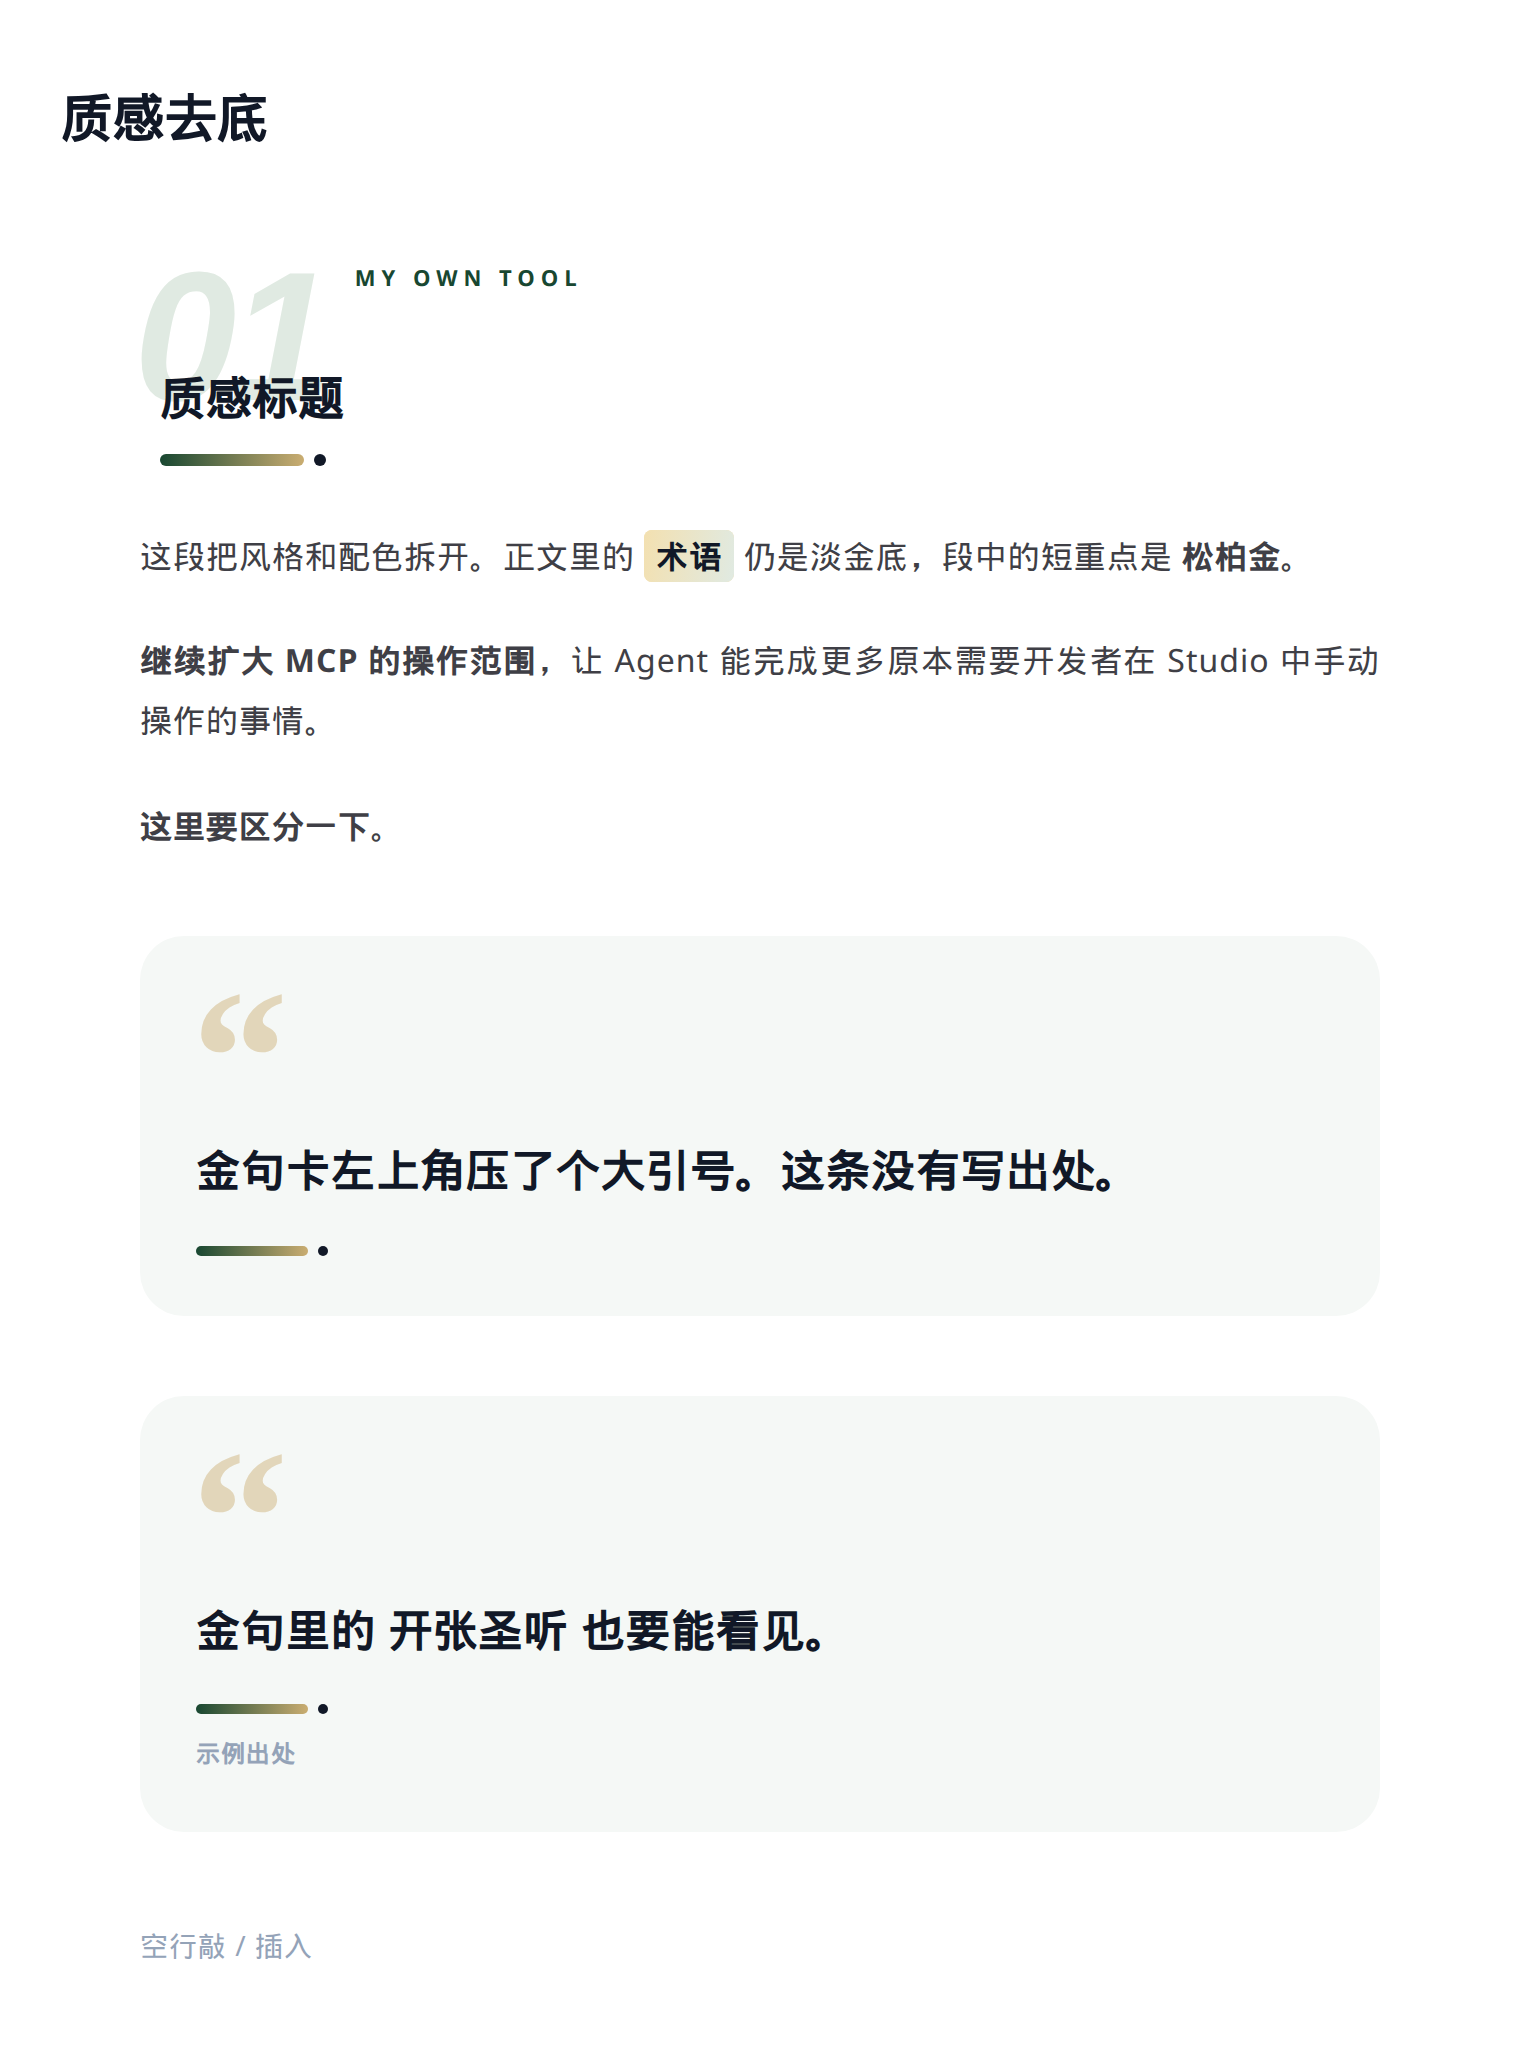 质感去底
01
MY OWN TOOL
质感标题
这段把风格和配色拆开。正文里的 术语 仍是淡金底，段中的短重点是 松柏金。
继续扩大 MCP 的操作范围，让 Agent 能完成更多原本需要开发者在 Studio 中手动
操作的事情。
这里要区分一下。
“
金句卡左上角压了个大引号。这条没有写出处。
“
金句里的 开张圣听 也要能看见。
示例出处
空行敲 / 插入